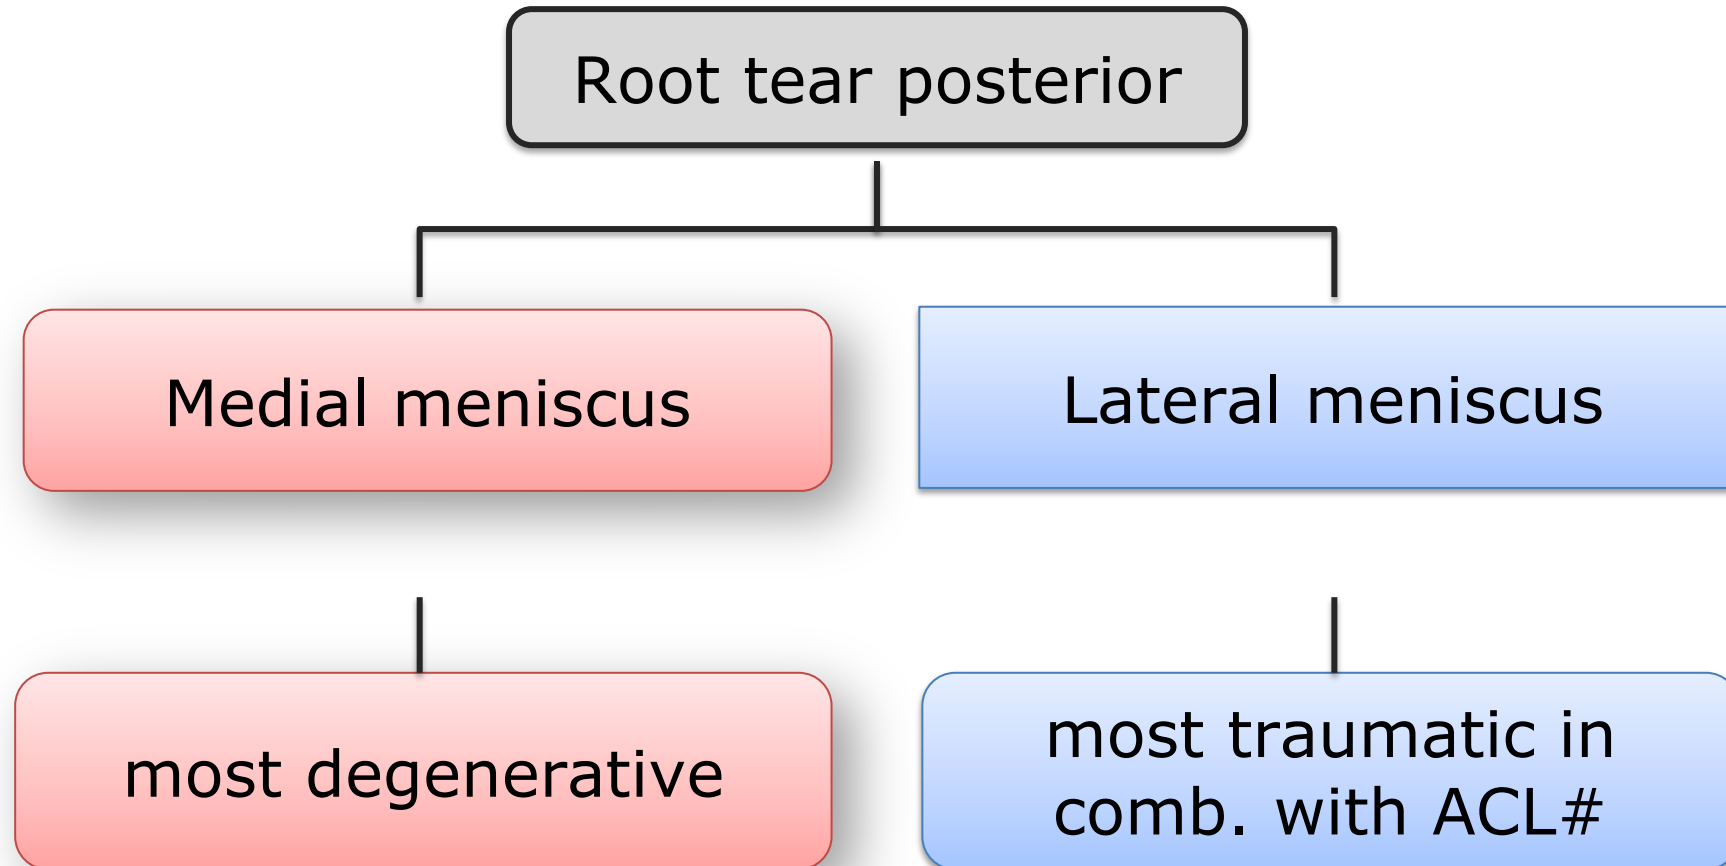 Root tear posterior
Medial meniscus
Lateral meniscus
most degenerative
most traumatic in
comb. with ACL#